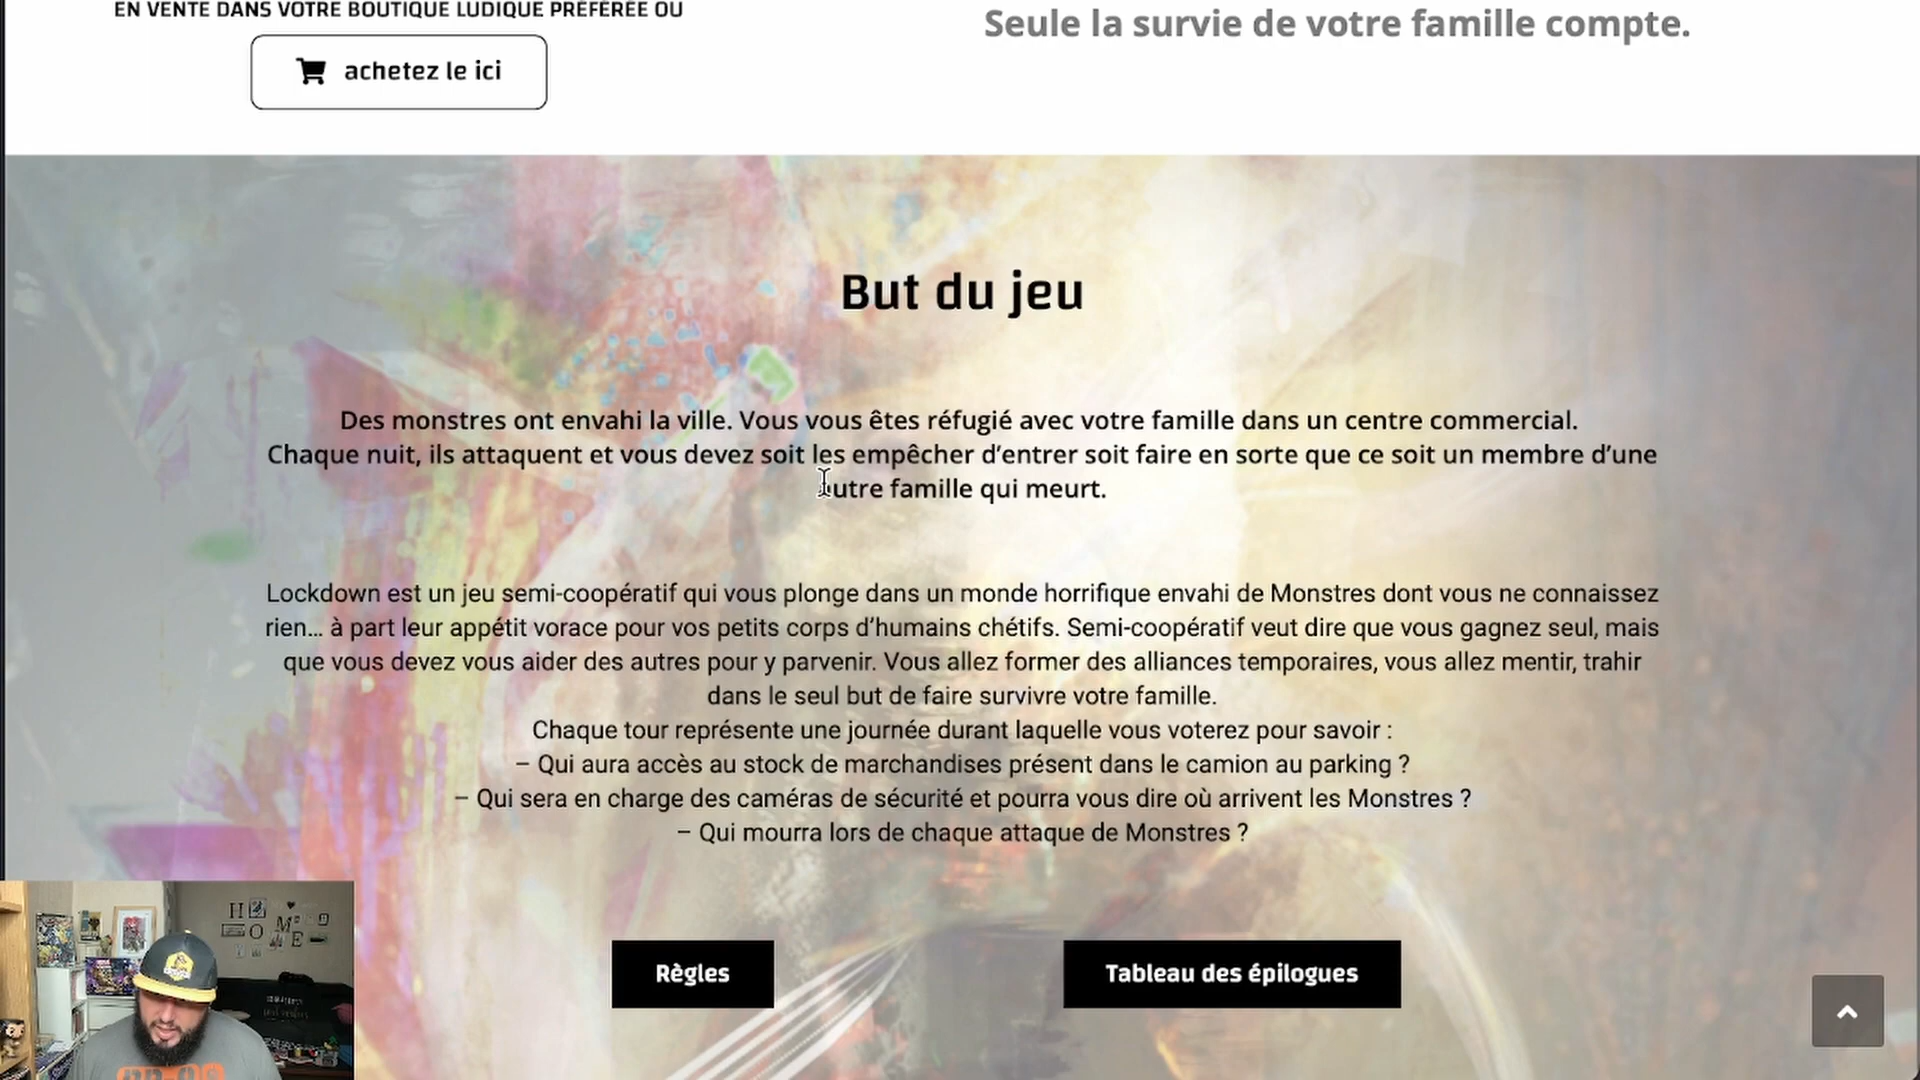 EN VENTE DANS VOTRE BOUTIQUE LUDIQUE PRÉFÉRÉE OU
achetez le ici
Seule la survie de votre famille compte.
But du jeu
Des monstres ont envahi la ville. Vous vous êtes réfugié avec votre famille dans un centre commercial.
Chaque nuit, ils attaquent et vous devez soit les empêcher d’entrer soit faire en sorte que ce soit un membre d’une
autre famille qui meurt.
Lockdown est un jeu semi-coopératif qui vous plonge dans un monde horrifique envahi de Monstres dont vous ne connaissez
rien… à part leur appétit vorace pour vos petits corps d’humains chétifs. Semi-coopératif veut dire que vous gagnez seul, mais
que vous devez vous aider des autres pour y parvenir. Vous allez former des alliances temporaires, vous allez mentir, trahir
dans le seul but de faire survivre votre famille.
Chaque tour représente une journée durant laquelle vous voterez pour savoir :
– Qui aura accès au stock de marchandises présent dans le camion au parking ?
– Qui sera en charge des caméras de sécurité et pourra vous dire où arrivent les Monstres ?
– Qui mourra lors de chaque attaque de Monstres ?
Règles
Tableau des épilogues